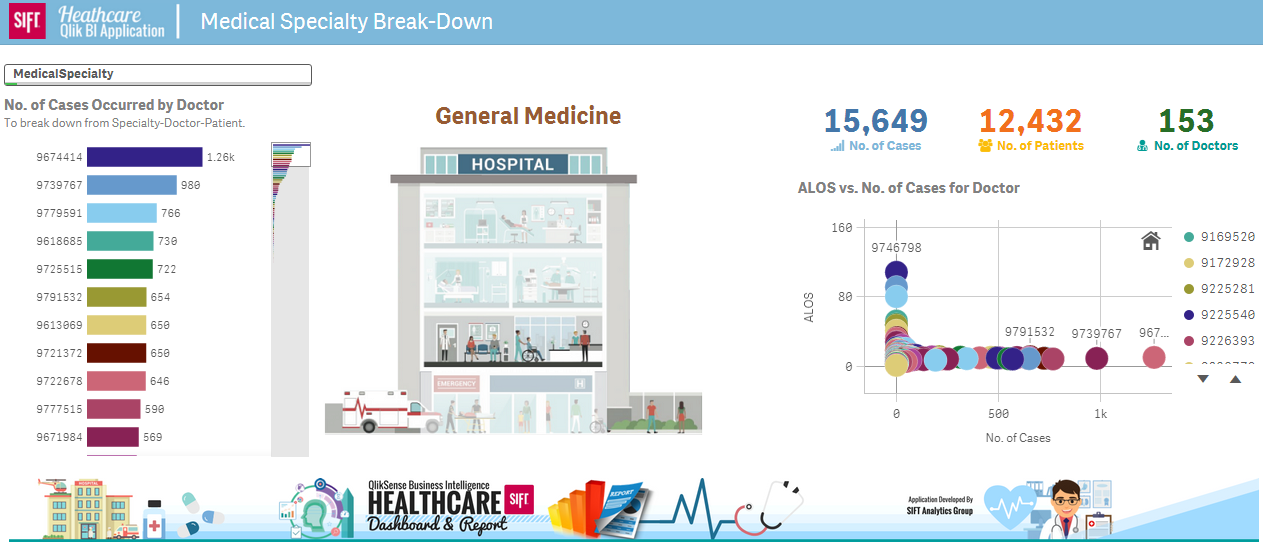 SIFT
Heathcare
Qlik BI Application
Medical Specialty Break-Down
MedicalSpecialty
No. of Cases Occurred by Doctor
To break down from Specialty-Doctor-Patient.
9674414 1.26k
9739767 980
9779591 766
9618685 730
9725515 722
9791532 654
9613069 650
9721372 650
9722678 646
9777515 590
9671984 569
General Medicine
HOSPITAL
EMERGENCY
H
15,649
No. of Cases
12,432
No. of Patients
153
No. of Doctors
ALOS vs. No. of Cases for Doctor
160
80
0
ALOS
9746798
9791532
9739767
967...
0
500
1k
No. of Cases
9169520
9172928
9225281
9225540
9226393
QlikSense Business Intelligence
HEALTHCARE
SIFT
Dashboard & Report
REPORT
Application Developed By
SIFT Analytics Group